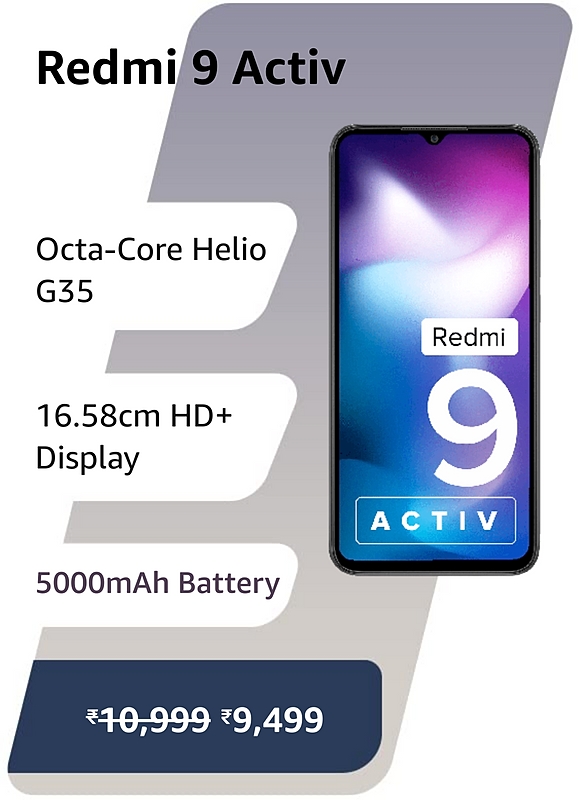 Redmi 9 Activ
Octa-Core Helio
G35
16.58cm HD+
Display
5000mAh Battery
₹10,999 ₹9,499
Redmi
9
ACTIV